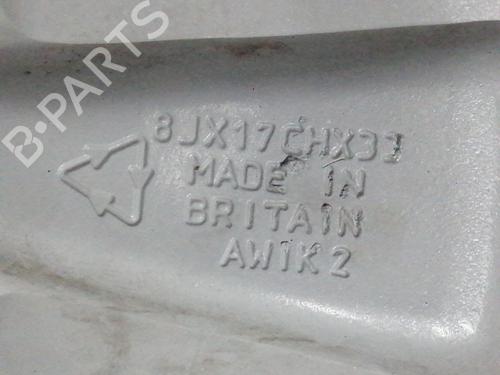 B-PARTS
8JX17CHX33
MADE IN
BRITAIN
AW1K2